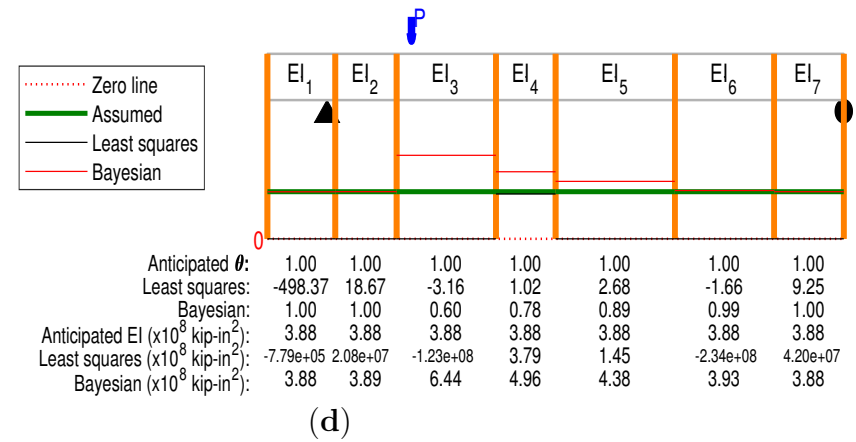 P
EI1 EI2 EI3 EI4 EI5 EI6 EI7
Zero line
Assumed
Least squares
Bayesian
0
Anticipated θ: 1.00 1.00 1.00 1.00 1.00 1.00 1.00
Least squares: -498.37 18.67 -3.16 1.02 2.68 -1.66 9.25
Bayesian: 1.00 1.00 0.60 0.78 0.89 0.99 1.00
Anticipated EI (x10^8 kip-in^2): 3.88 3.88 3.88 3.88 3.88 3.88 3.88
Least squares (x10^8 kip-in^2): -7.79e+05 2.08e+07 -1.23e+08 3.79 1.45 -2.34e+08 4.20e+07
Bayesian (x10^8 kip-in^2): 3.88 3.89 6.44 4.96 4.38 3.93 3.88
(d)